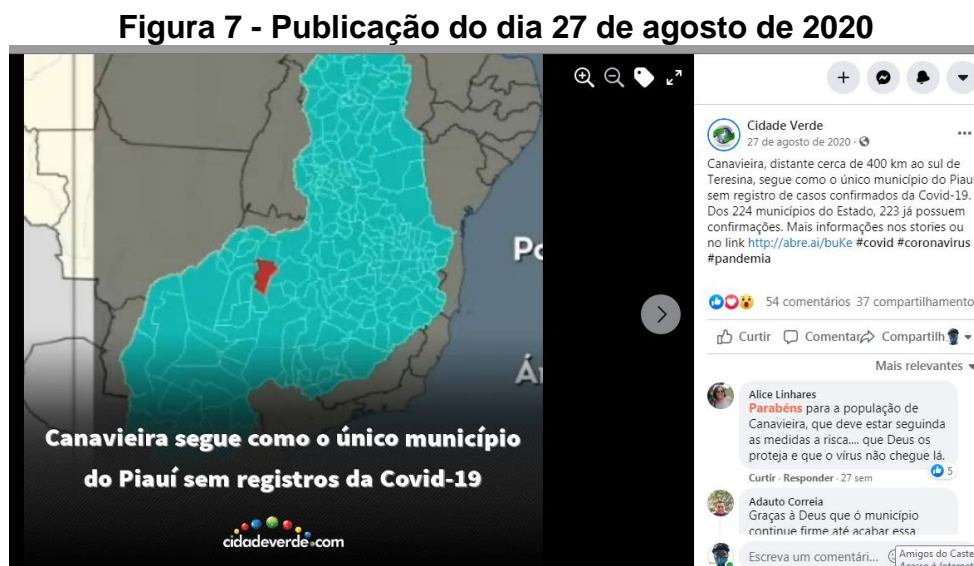 Figura 7 - Publicação do dia 27 de agosto de 2020
Canavieira segue como o único município
do Piauí sem registros da Covid-19
cidadeverde.com
Cidade Verde
27 de agosto de 2020
Canavieira, distante cerca de 400 km ao sul de
Teresina, segue como o único município do Piau
sem registro de casos confirmados da Covid-19.
Dos 224 municípios do Estado, 223 já possuem
confirmações. Mais informações nos stories ou
no link http://abre.ai/buKe #covid #coronavirus
#pandemia
54 comentários 37 compartilhamento
Curtir Comentar Compartilh
Mais relevantes
Alice Linhares
Parabéns para a população de
Canavieira, que deve estar seguinda
as medidas a risca.... que Deus os
proteja e que o vírus não chegue lá.
5
Curtir · Responder · 27 sem
Adauto Correia
Graças à Deus que ó município
continue firme até acabar essa
Escreva um comentári...
Amigos do Caste